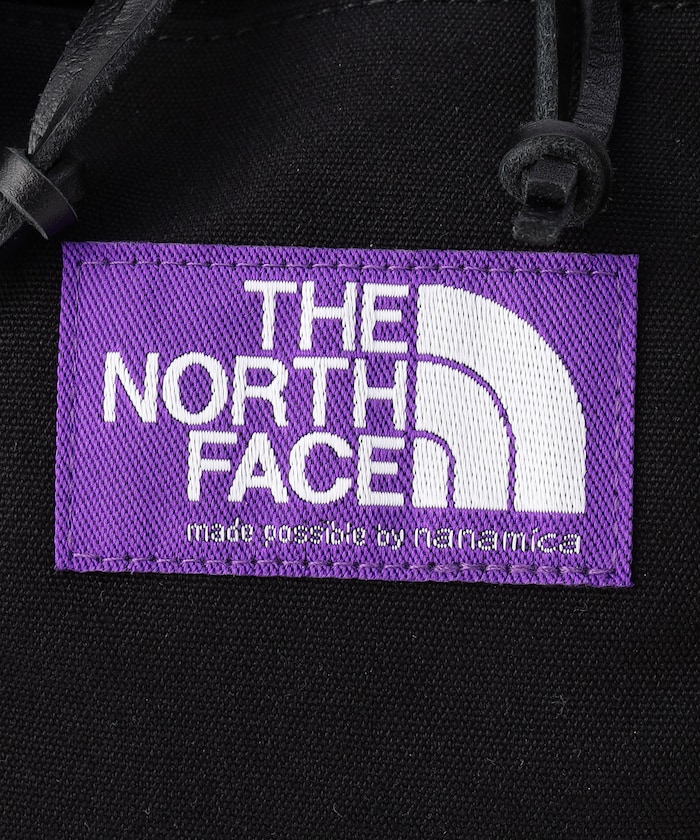 THE
NORTH
FACE
made possible by nanamica